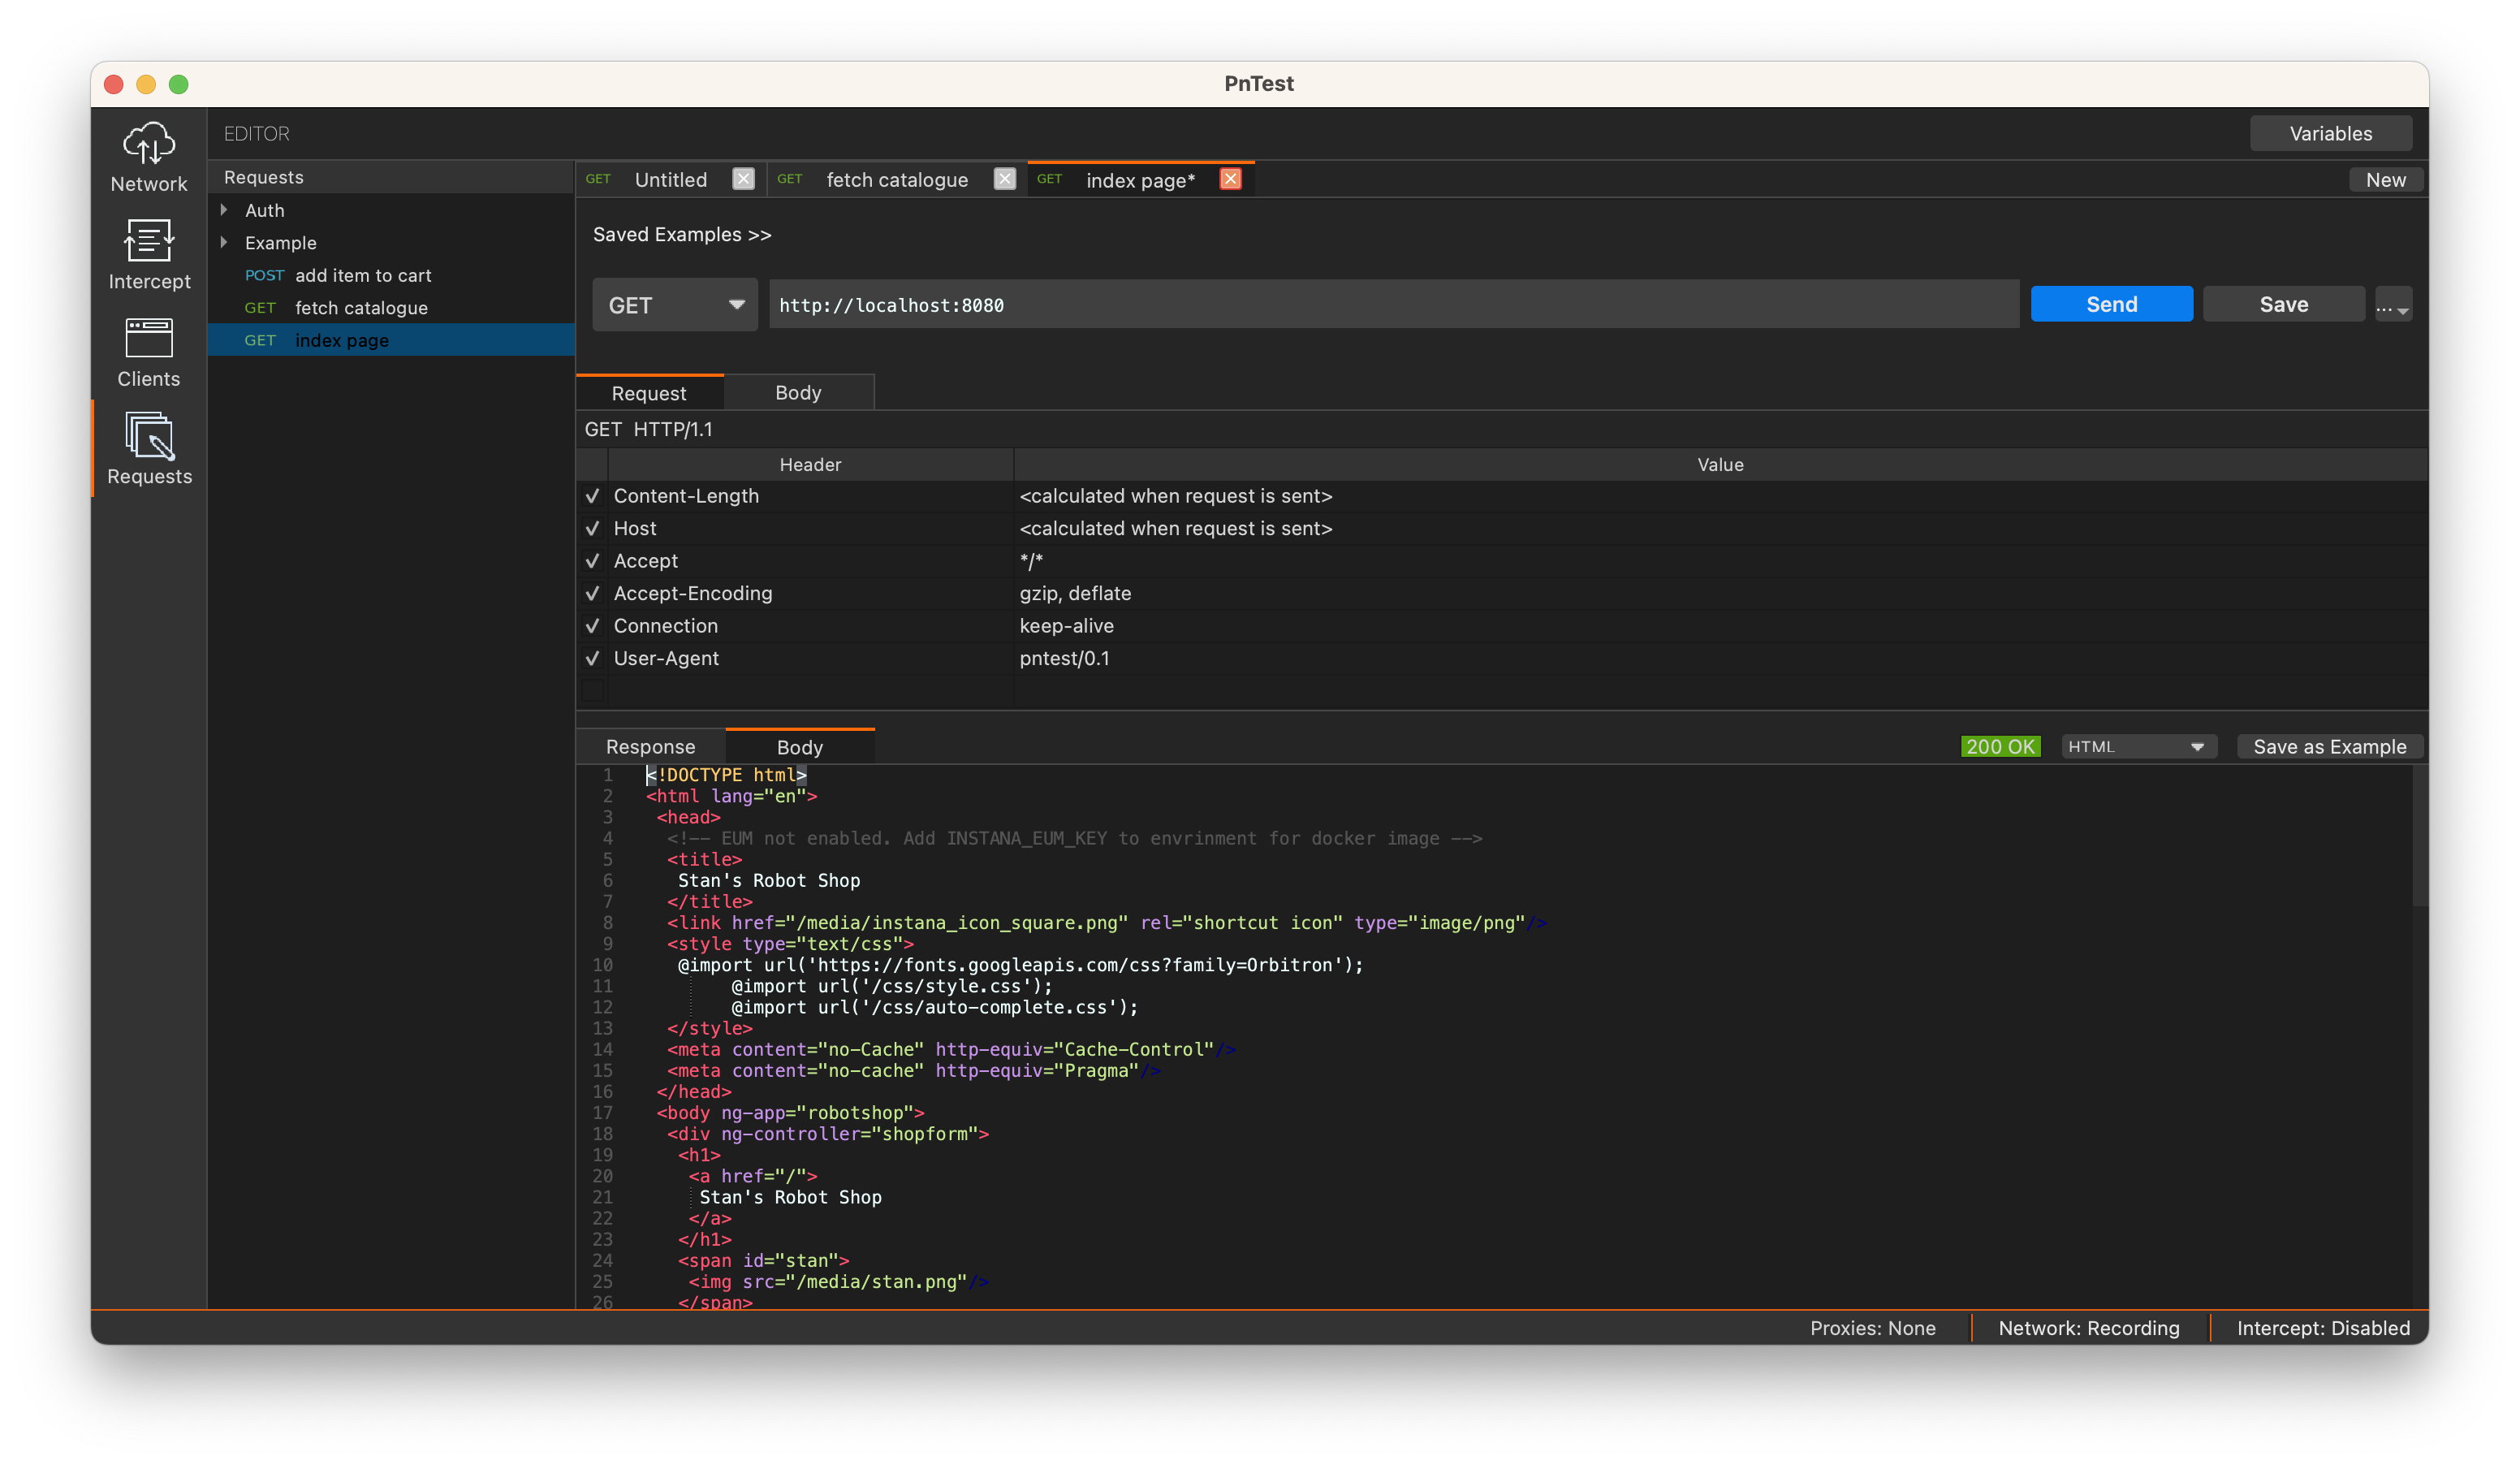 PnTest
Network
Intercept
Clients
Requests
EDITOR
Variables
Requests
Auth
Example
POST add item to cart
GET fetch catalogue
GET index page
GET Untitled
GET fetch catalogue
GET index page*
New
Saved Examples >>
GET http://localhost:8080 Send Save ...
Request Body
GET HTTP/1.1
Header Value
Content-Length <calculated when request is sent>
Host <calculated when request is sent>
Accept */*
Accept-Encoding gzip, deflate
Connection keep-alive
User-Agent pntest/0.1
Response Body 200 OK HTML Save as Example
1 <!DOCTYPE html>
2 <html lang="en">
3 <head>
4 <!-- EUM not enabled. Add INSTANA_EUM_KEY to envrinment for docker image -->
5 <title>
6 Stan's Robot Shop
7 </title>
8 <link href="/media/instana_icon_square.png" rel="shortcut icon" type="image/png"/>
9 <style type="text/css">
10 @import url('https://fonts.googleapis.com/css?family=Orbitron');
11 @import url('/css/style.css');
12 @import url('/css/auto-complete.css');
13 </style>
14 <meta content="no-Cache" http-equiv="Cache-Control"/>
15 <meta content="no-cache" http-equiv="Pragma"/>
16 </head>
17 <body ng-app="robotshop">
18 <div ng-controller="shopform">
19 <h1>
20 <a href="/">
21 Stan's Robot Shop
22 </a>
23 </h1>
24 <span id="stan">
25 <img src="/media/stan.png"/>
26 </span>
Proxies: None Network: Recording Intercept: Disabled